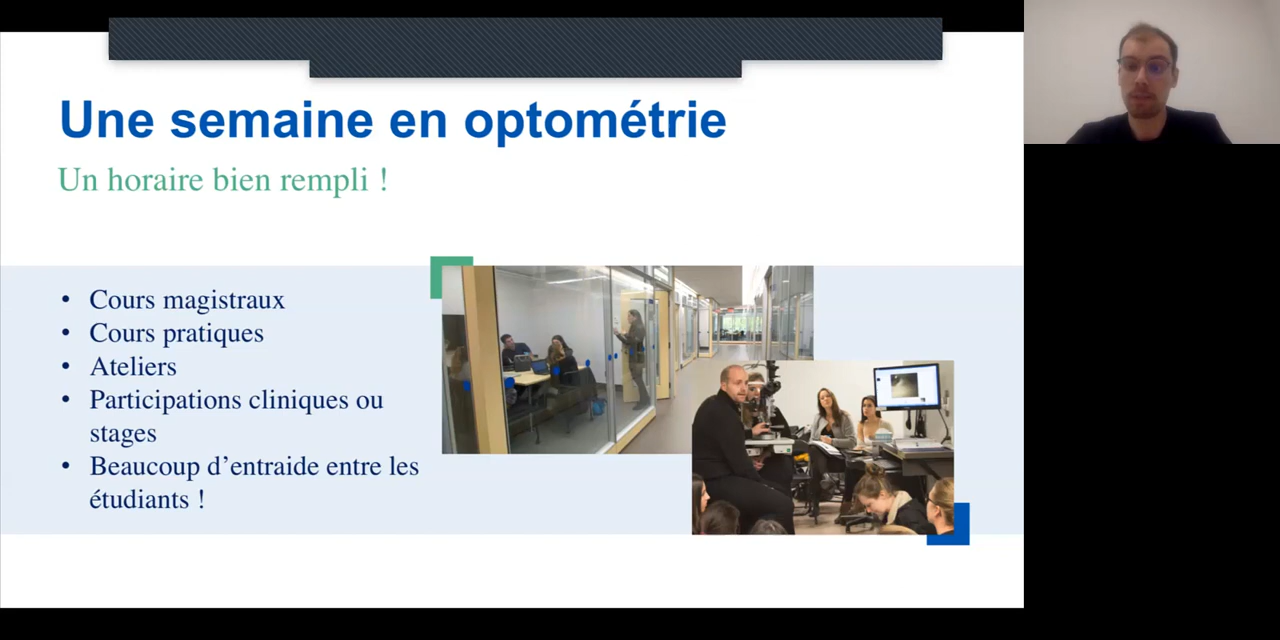 Une semaine en optométrie
Un horaire bien rempli !
• Cours magistraux
• Cours pratiques
• Ateliers
• Participations cliniques ou
stages
• Beaucoup d’entraide entre les
étudiants !